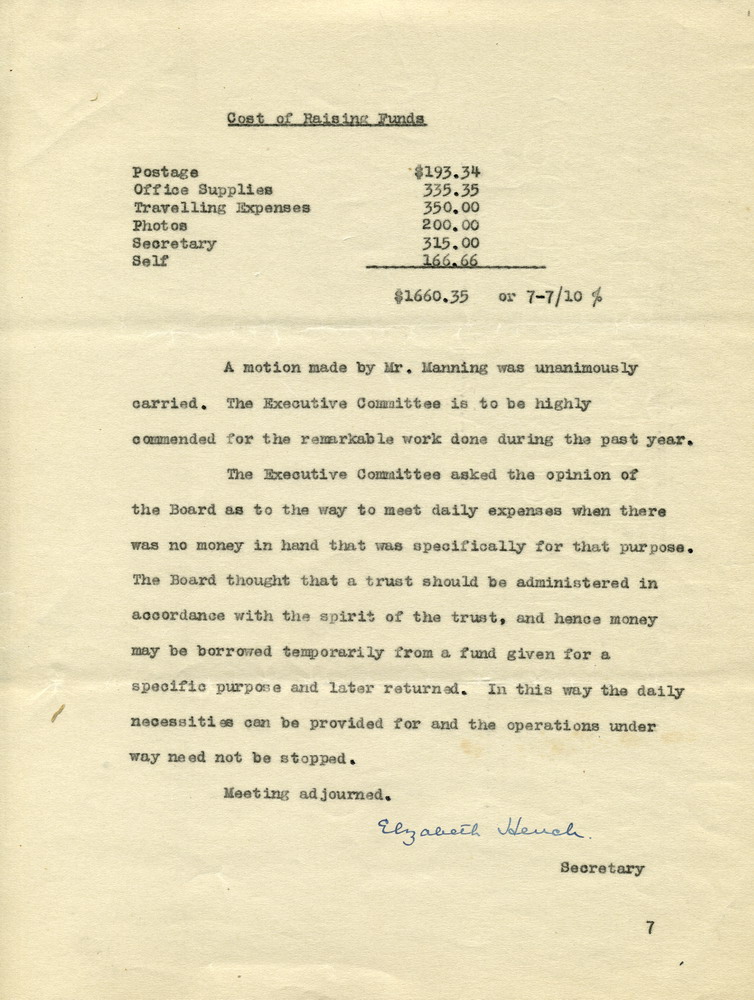 Cost of Raising Funds
Postage $193.34
Office Supplies 335.35
Travelling Expenses 350.00
Photos 200.00
Secretary 315.00
Self 166.66
$1660.35 or 7-7/10 %
A motion made by Mr. Manning was unanimously
carried. The Executive Committee is to be highly
commended for the remarkable work done during the past year.
The Executive Committee asked the opinion of
the Board as to the way to meet daily expenses when there
was no money in hand that was specifically for that purpose.
The Board thought that a trust should be administered in
accordance with the spirit of the trust, and hence money
may be borrowed temporarily from a fund given for a
specific purpose and later returned. In this way the daily
necessities can be provided for and the operations under
way need not be stopped.
Meeting adjourned.
Elizabeth Hench.
Secretary
7